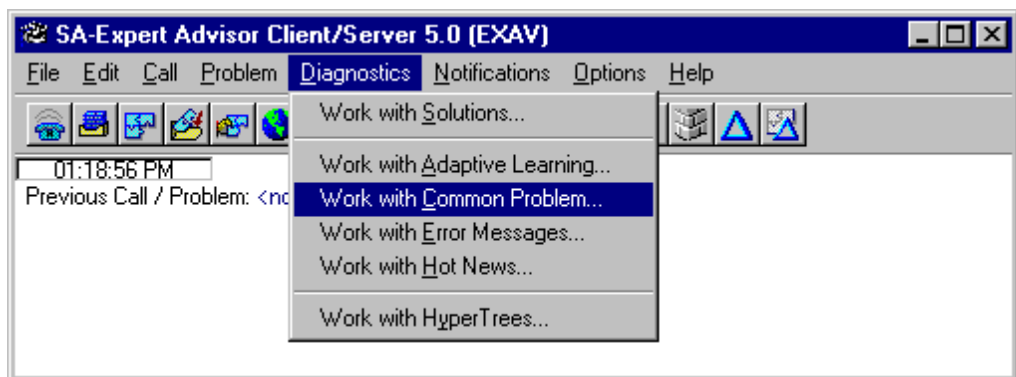 SA-Expert Advisor Client/Server 5.0 (EXAV)
File Edit Call Problem Diagnostics Notifications Options Help
Work with Solutions...
Work with Adaptive Learning...
Work with Common Problem...
Work with Error Messages...
Work with Hot News...
Work with HyperTrees...
01:18:56 PM
Previous Call / Problem: